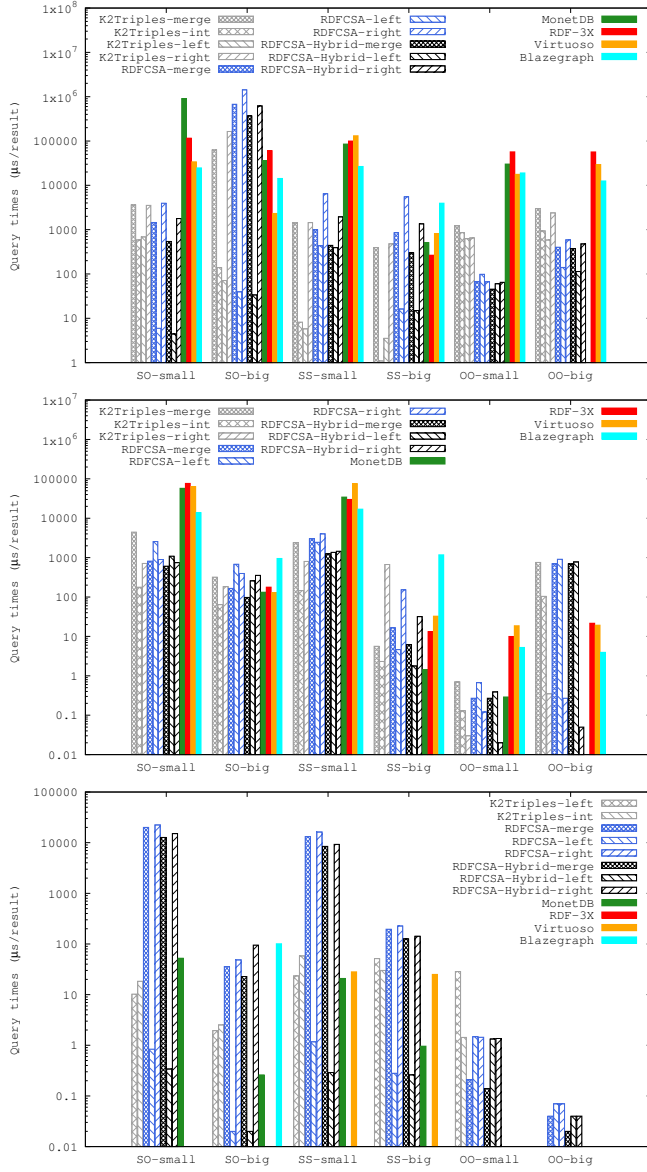 1x10^8
1x10^7
1x10^6
100000
10000
1000
100
10
1
Query times (μs/result)
K2Triples-merge
K2Triples-int
K2Triples-left
K2Triples-right
RDFCSA-merge
RDFCSA-left
RDFCSA-right
RDFCSA-Hybrid-merge
RDFCSA-Hybrid-left
RDFCSA-Hybrid-right
MonetDB
RDF-3X
Virtuoso
Blazegraph
SO-small SO-big SS-small SS-big OO-small OO-big
1x10^7
1x10^6
100000
10000
1000
100
10
1
0.1
0.01
Query times (μs/result)
K2Triples-merge
K2Triples-int
K2Triples-right
RDFCSA-merge
RDFCSA-left
RDFCSA-right
RDFCSA-Hybrid-merge
RDFCSA-Hybrid-left
RDFCSA-Hybrid-right
MonetDB
RDF-3X
Virtuoso
Blazegraph
SO-small SO-big SS-small SS-big OO-small OO-big
100000
10000
1000
100
10
1
0.1
0.01
Query times (μs/result)
K2Triples-left
K2Triples-int
RDFCSA-merge
RDFCSA-left
RDFCSA-right
RDFCSA-Hybrid-merge
RDFCSA-Hybrid-left
RDFCSA-Hybrid-right
MonetDB
RDF-3X
Virtuoso
Blazegraph
SO-small SO-big SS-small SS-big OO-small OO-big